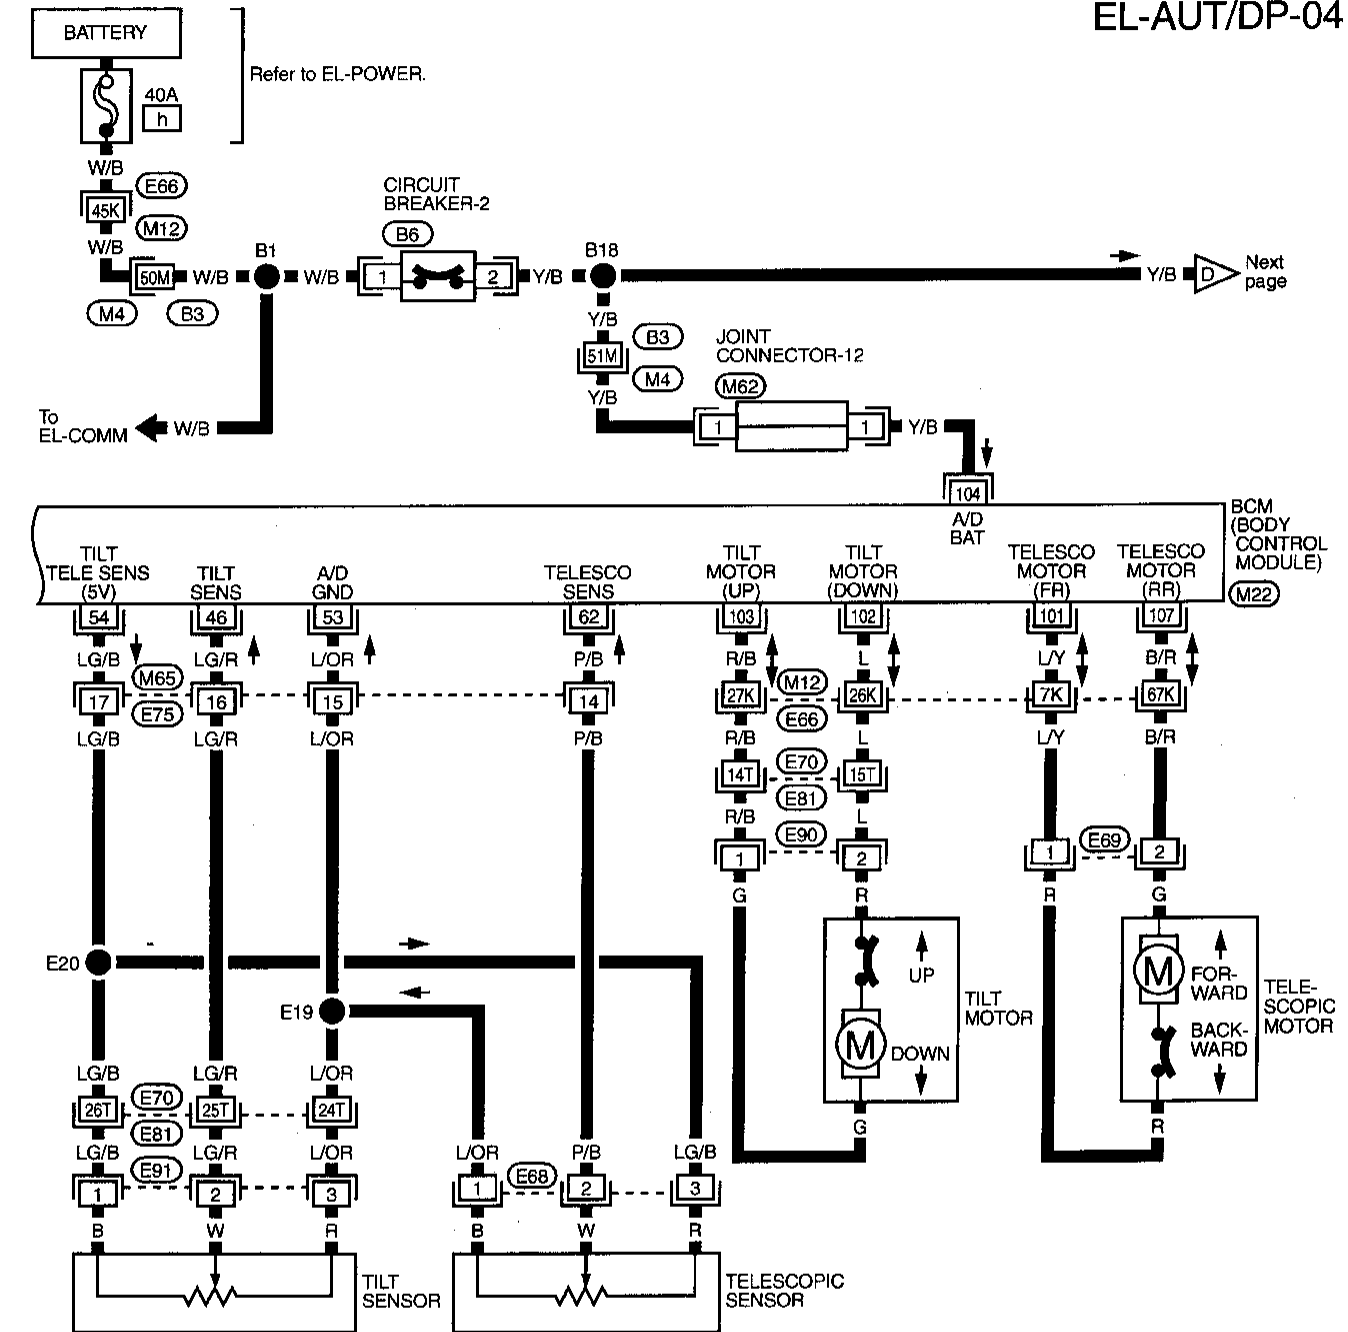 EL-AUT/DP-04
BATTERY
Refer to EL-POWER.
40A
h
W/B
E66
45K
M12
W/B
50M
W/B
M4
B3
B1
W/B
CIRCUIT
BREAKER-2
B6
1
2
Y/B
B18
Y/B
D
Next
page
Y/B
B3
51M
M4
Y/B
JOINT
CONNECTOR-12
M62
1
1
Y/B
To
EL-COMM
W/B
104
A/D
BAT
BCM
(BODY
CONTROL
MODULE)
M22
TILT
TELE SENS
(5V)
TILT
SENS
A/D
GND
TELESCO
SENS
TILT
MOTOR
(UP)
TILT
MOTOR
(DOWN)
TELESCO
MOTOR
(FR)
TELESCO
MOTOR
(RR)
54
46
53
62
103
102
101
107
LG/B
LG/R
L/OR
P/B
R/B
L
L/Y
B/R
M65
M12
17
16
15
14
27K
26K
7K
67K
E75
E66
LG/B
LG/R
L/OR
P/B
R/B
L
L/Y
B/R
E70
14T
15T
E81
R/B
L
E90
1
2
E69
1
2
G
R
R
G
E20
E19
UP
M
DOWN
TILT
MOTOR
M
FOR-
WARD
BACK-
WARD
TELE-
SCOPIC
MOTOR
G
R
LG/B
LG/R
L/OR
E70
26T
25T
24T
E81
LG/B
LG/R
L/OR
L/OR
P/B
LG/B
E91
E68
1
2
3
1
2
3
B
W
R
B
W
R
TILT
SENSOR
TELESCOPIC
SENSOR